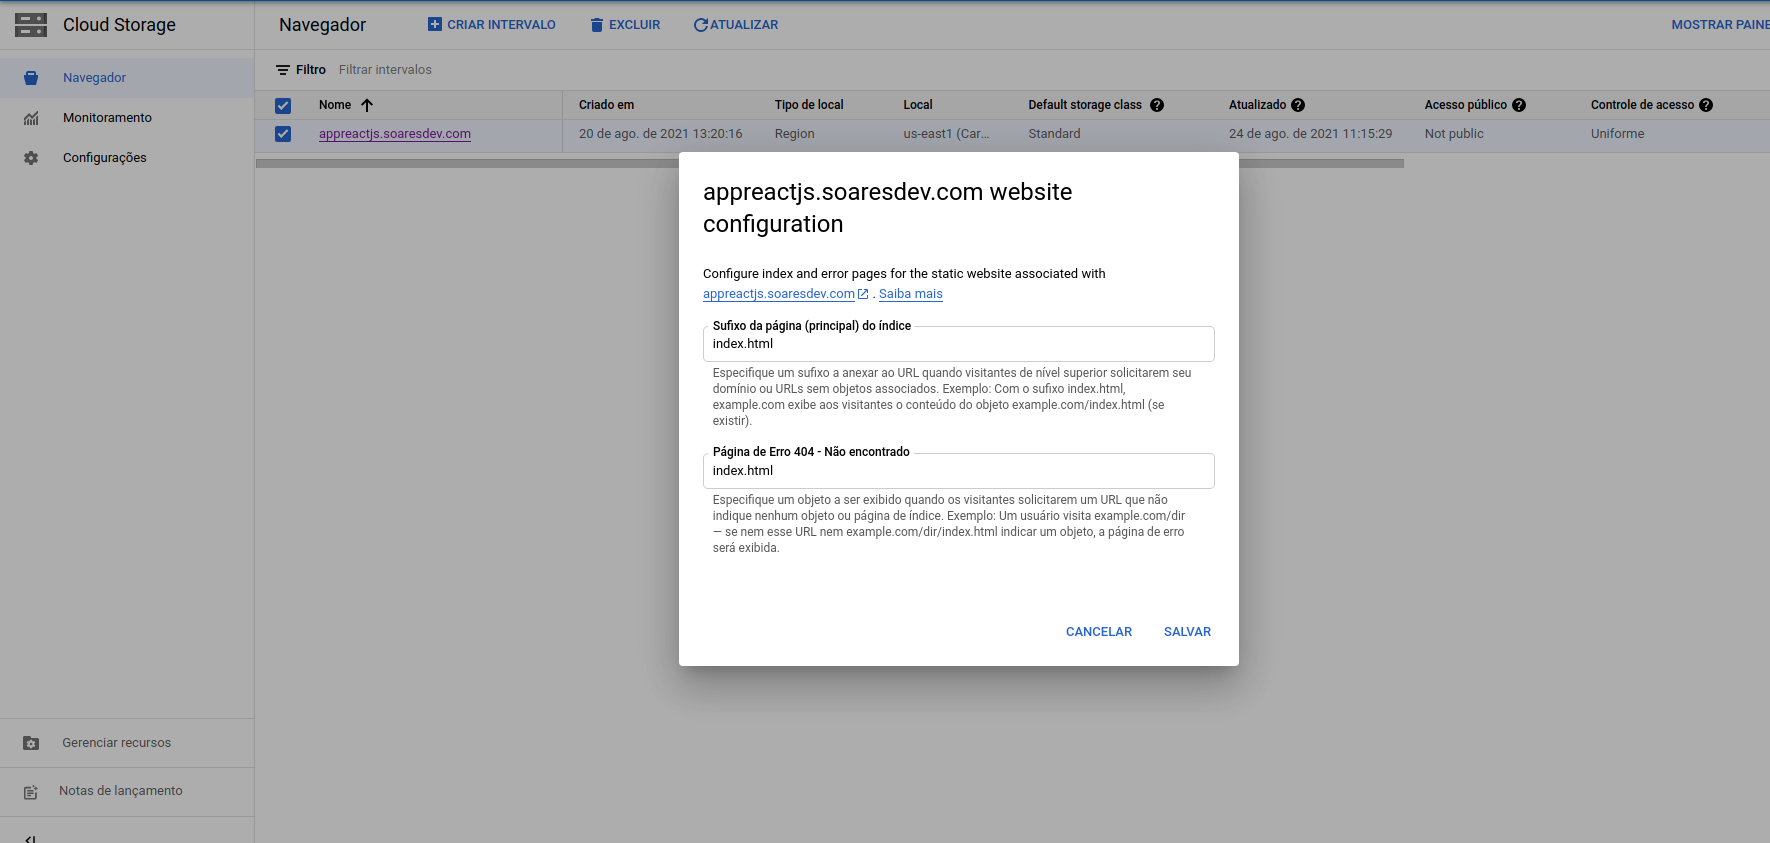 Cloud Storage
Navegador
CRIAR INTERVALO
EXCLUIR
ATUALIZAR
MOSTRAR PAINE
Navegador
Monitoramento
Configurações
Filtro Filtrar intervalos
Nome Criado em Tipo de local Local Default storage class Atualizado Acesso público Controle de acesso
appreactjs.soaresdev.com 20 de ago. de 2021 13:20:16 Region us-east1 (Car... Standard 24 de ago. de 2021 11:15:29 Not public Uniforme
appreactjs.soaresdev.com website
configuration
Configure index and error pages for the static website associated with
appreactjs.soaresdev.com . Saiba mais
Sufixo da página (principal) do índice
index.html
Especifique um sufixo a anexar ao URL quando visitantes de nível superior solicitarem seu
domínio ou URLs sem objetos associados. Exemplo: Com o sufixo index.html,
example.com exibe aos visitantes o conteúdo do objeto example.com/index.html (se
existir).
Página de Erro 404 - Não encontrado
index.html
Especifique um objeto a ser exibido quando os visitantes solicitarem um URL que não
indique nenhum objeto ou página de índice. Exemplo: Um usuário visita example.com/dir
— se nem esse URL nem example.com/dir/index.html indicar um objeto, a página de erro
será exibida.
CANCELAR SALVAR
Gerenciar recursos
Notas de lançamento